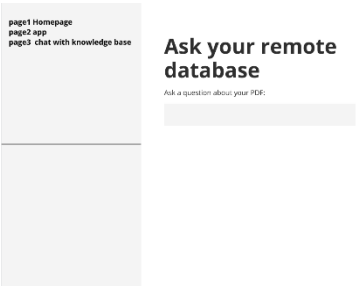 page1 Homepage
page2 app
page3 chat with knowledge base
Ask your remote
database
Ask a question about your PDF: